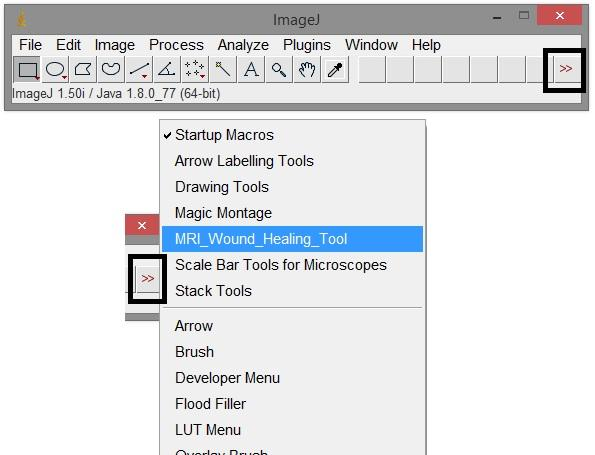 ImageJ
File Edit Image Process Analyze Plugins Window Help
A >>
ImageJ 1.50i / Java 1.8.0_77 (64-bit)
Startup Macros
Arrow Labelling Tools
Drawing Tools
Magic Montage
MRI_Wound_Healing_Tool
>> Scale Bar Tools for Microscopes
Stack Tools
Arrow
Brush
Developer Menu
Flood Filler
LUT Menu
Overlay Brush